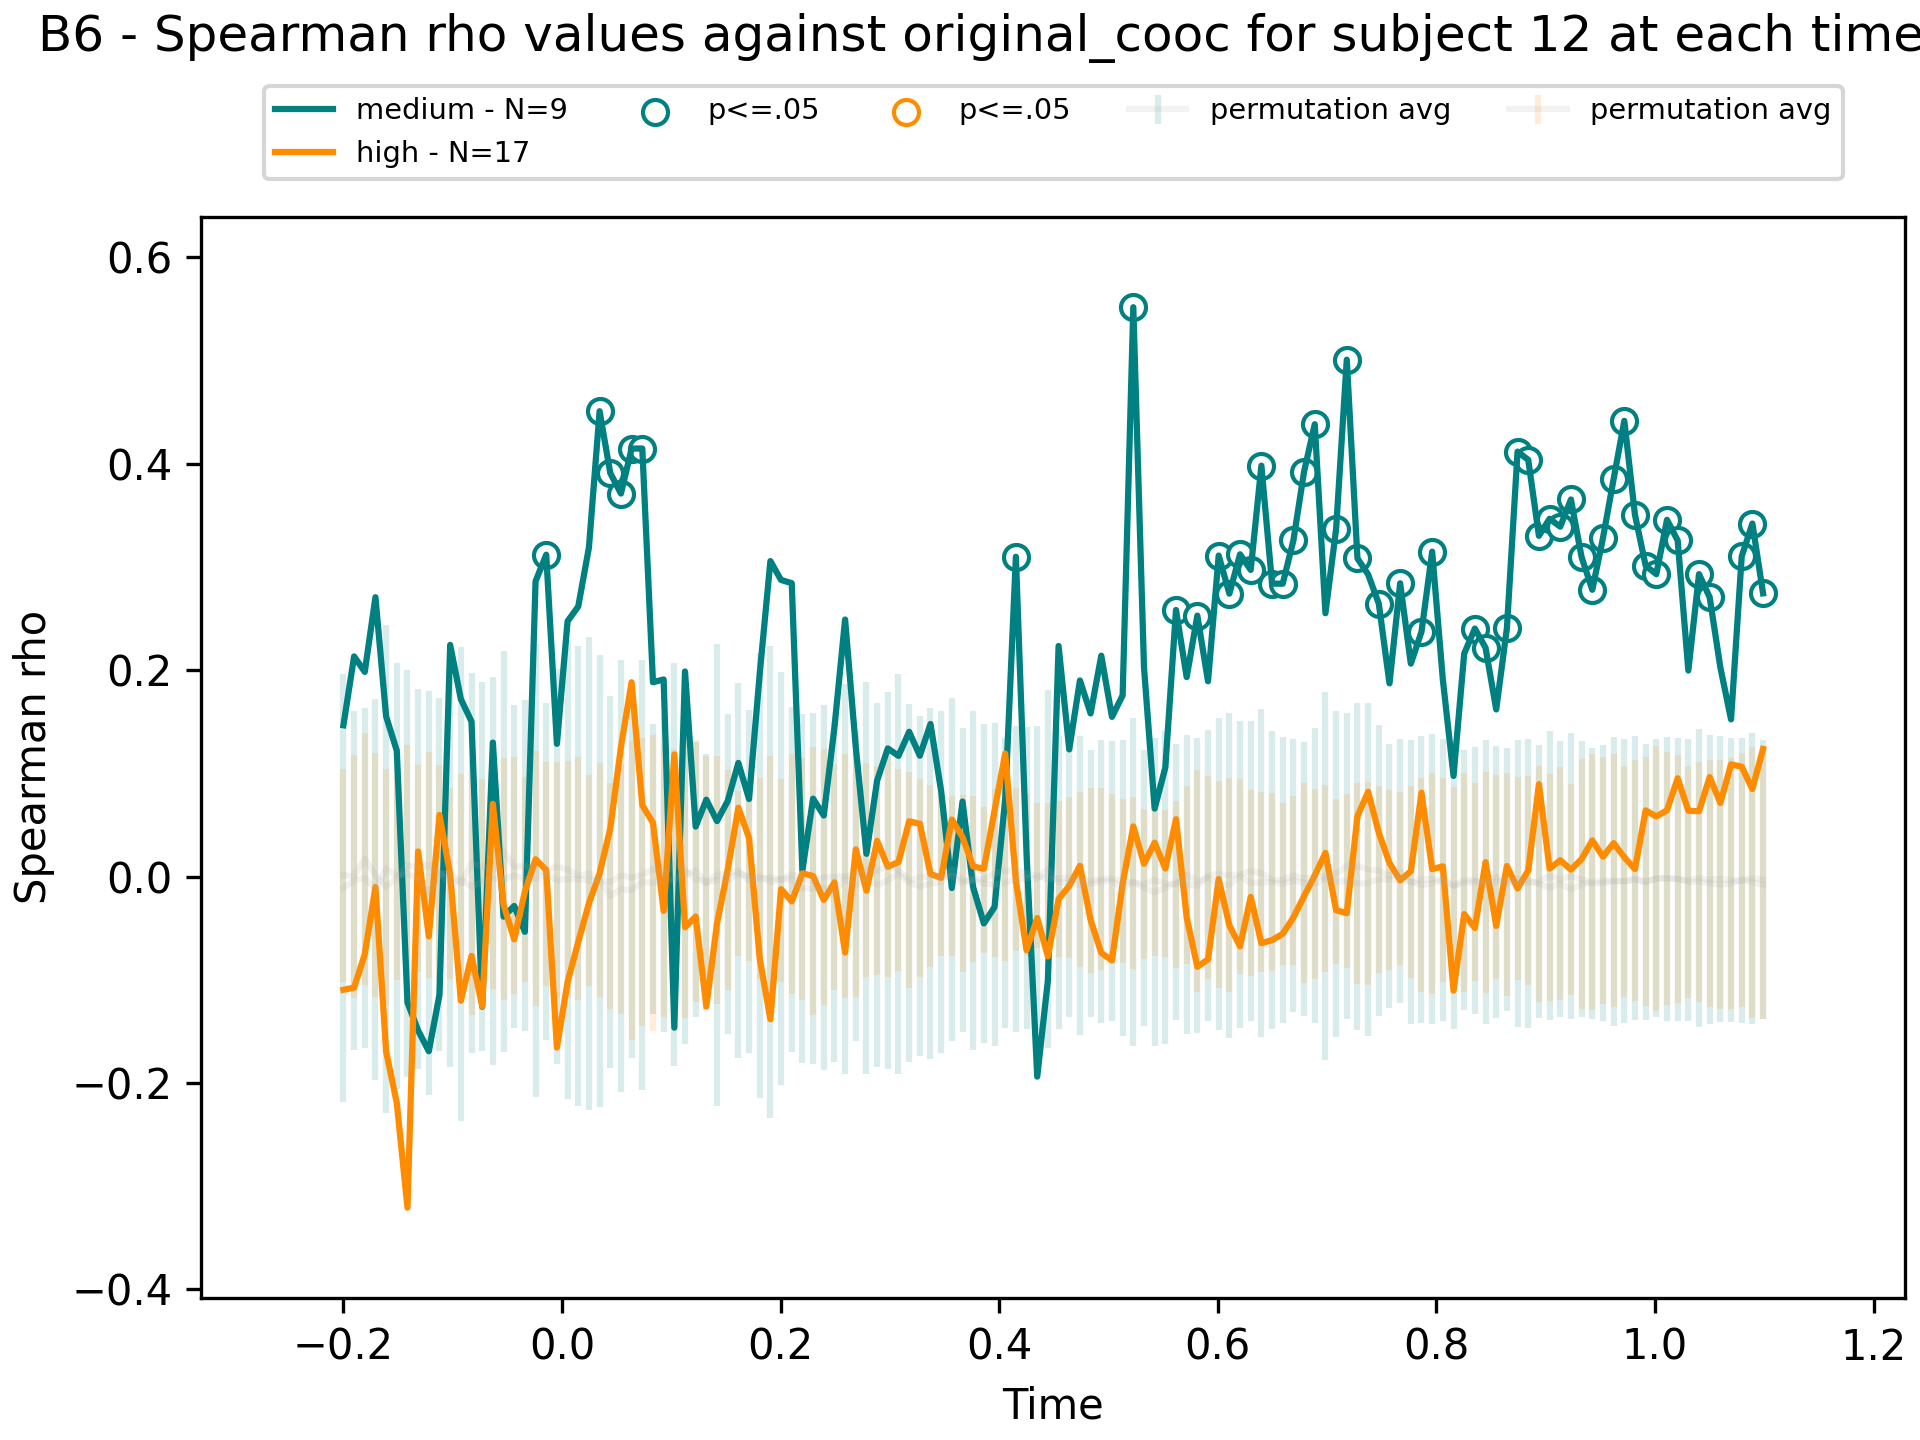 B6 - Spearman rho values against original_cooc for subject 12 at each time
medium - N=9
high - N=17
p<=.05
p<=.05
permutation avg
permutation avg
Spearman rho
0.6
0.4
0.2
0.0
−0.2
−0.4
−0.2 0.0 0.2 0.4 0.6 0.8 1.0 1.2
Time